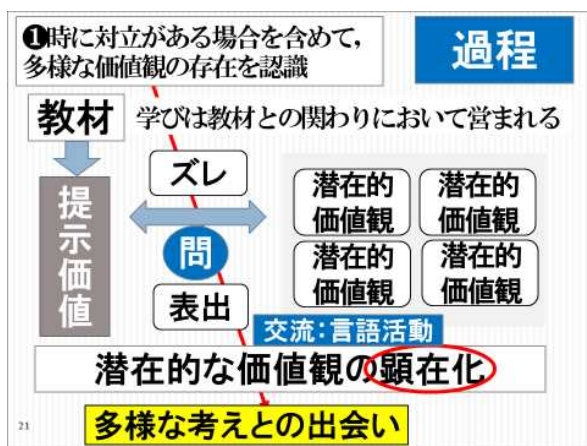 ❶時に対立がある場合を含めて,
多様な価値観の存在を認識
過程
教材
学びは教材との関わりにおいて営まれる
提示価値
ズレ
問
表出
潜在的
価値観
潜在的
価値観
潜在的
価値観
潜在的
価値観
交流:言語活動
潜在的な価値観の顕在化
多様な考えとの出会い
21